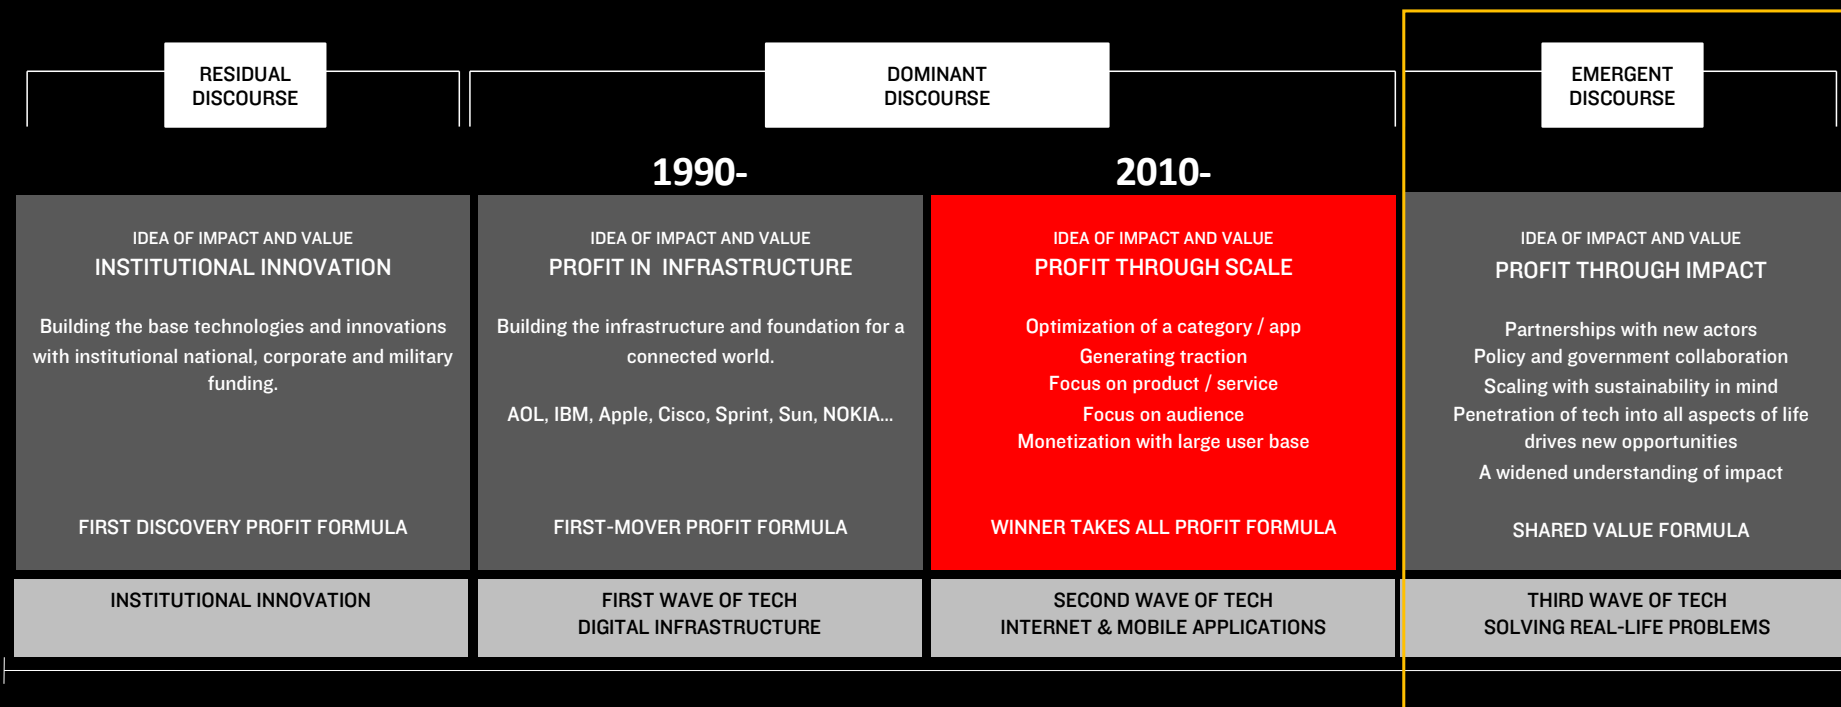 RESIDUAL
DISCOURSE
DOMINANT
DISCOURSE
EMERGENT
DISCOURSE
1990-
2010-
IDEA OF IMPACT AND VALUE
INSTITUTIONAL INNOVATION
Building the base technologies and innovations
with institutional national, corporate and military
funding.
FIRST DISCOVERY PROFIT FORMULA
INSTITUTIONAL INNOVATION
IDEA OF IMPACT AND VALUE
PROFIT IN INFRASTRUCTURE
Building the infrastructure and foundation for a
connected world.
AOL, IBM, Apple, Cisco, Sprint, Sun, NOKIA...
FIRST-MOVER PROFIT FORMULA
FIRST WAVE OF TECH
DIGITAL INFRASTRUCTURE
IDEA OF IMPACT AND VALUE
PROFIT THROUGH SCALE
Optimization of a category / app
Generating traction
Focus on product / service
Focus on audience
Monetization with large user base
WINNER TAKES ALL PROFIT FORMULA
SECOND WAVE OF TECH
INTERNET & MOBILE APPLICATIONS
IDEA OF IMPACT AND VALUE
PROFIT THROUGH IMPACT
Partnerships with new actors
Policy and government collaboration
Scaling with sustainability in mind
Penetration of tech into all aspects of life
drives new opportunities
A widened understanding of impact
SHARED VALUE FORMULA
THIRD WAVE OF TECH
SOLVING REAL-LIFE PROBLEMS